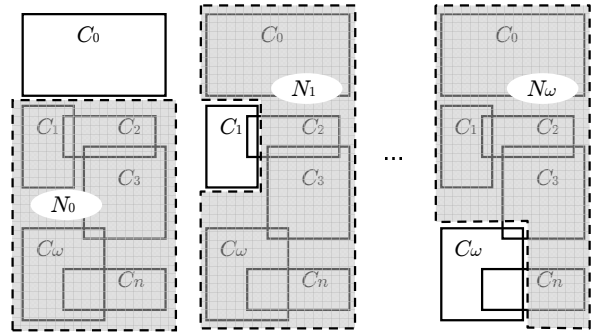 C₀ C₀ C₀
N₁ Nω
C₁ C₂ C₁ C₂ C₁ C₂
...
C₃ C₃ C₃
N₀
Cω Cω Cω
Cₙ Cₙ Cₙ